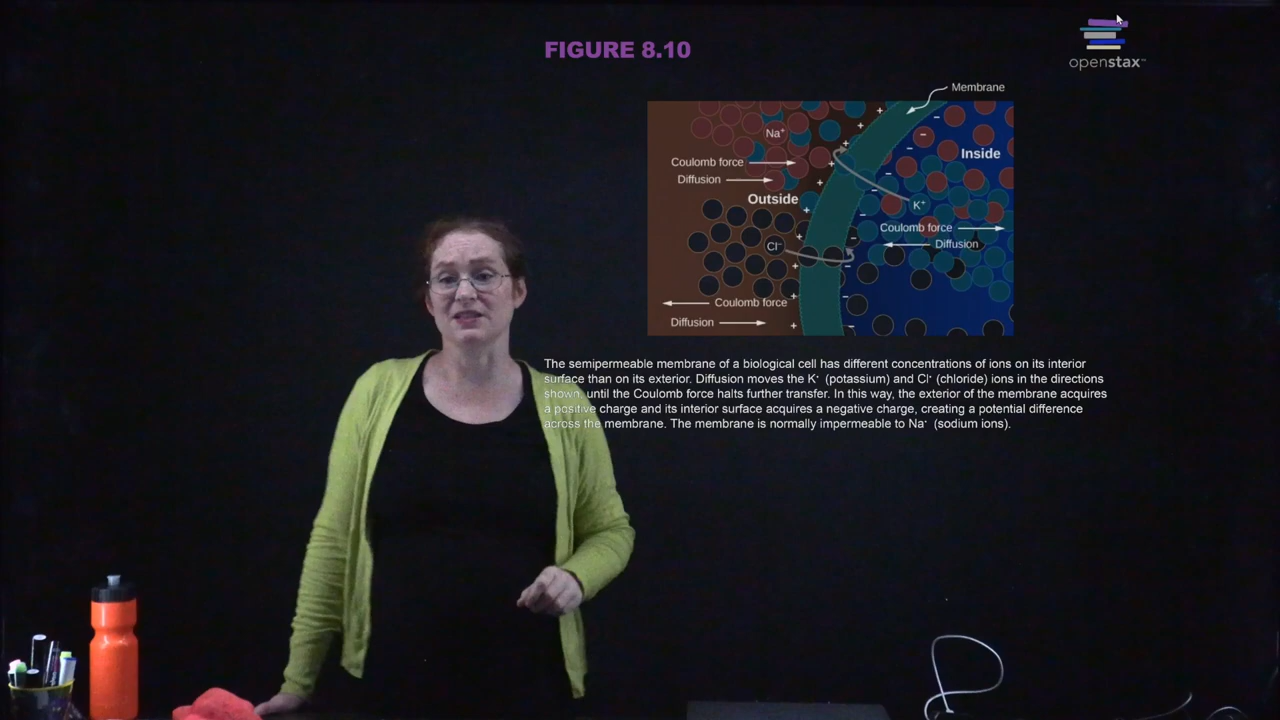 FIGURE 8.10
openstax™
Membrane
Na⁺
Inside
Coulomb force
Diffusion
Outside
K⁺
Coulomb force
Cl⁻
Diffusion
Coulomb force
Diffusion
The semipermeable membrane of a biological cell has different concentrations of ions on its interior
surface than on its exterior. Diffusion moves the K⁺ (potassium) and Cl⁻ (chloride) ions in the directions
shown, until the Coulomb force halts further transfer. In this way, the exterior of the membrane acquires
a positive charge and its interior surface acquires a negative charge, creating a potential difference
across the membrane. The membrane is normally impermeable to Na⁺ (sodium ions).